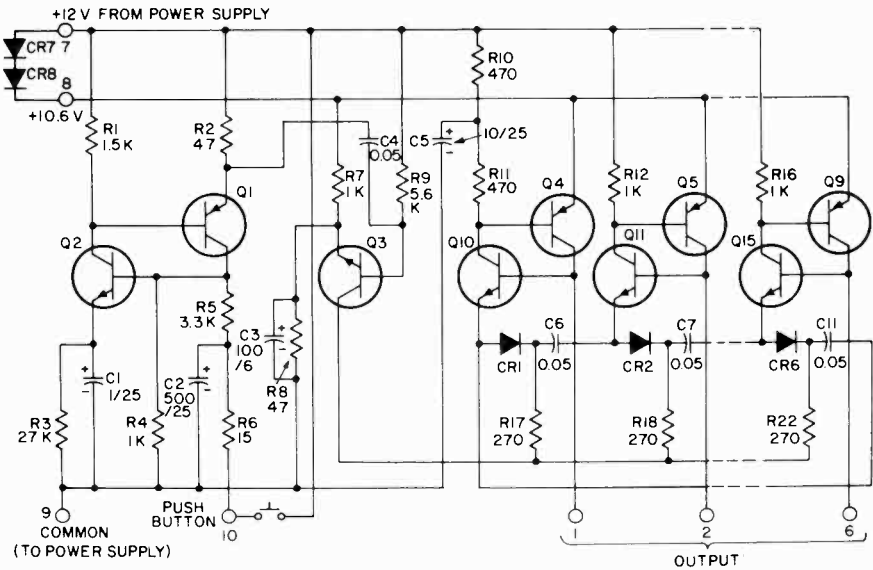 +12 V FROM POWER SUPPLY
CR7 7
CR8
8
+10.6 V
R1
1.5K
R2
47
Q1
Q2
C4
0.05
C5
+
-
10/25
R10
470
R7
1K
R9
5.6
K
R11
470
Q3
Q4
Q10
R12
1K
Q5
Q11
R16
1K
Q9
Q15
R5
3.3K
C3
100
/6
+
-
R8
47
C1
1/25
+
-
C2
500
/25
+
-
R3
27 K
R4
1K
R6
15
CR1
C6
0.05
CR2
C7
0.05
CR6
C11
0.05
R17
270
R18
270
R22
270
9
COMMON
(TO POWER SUPPLY)
PUSH
BUTTON
10
1
2
6
OUTPUT